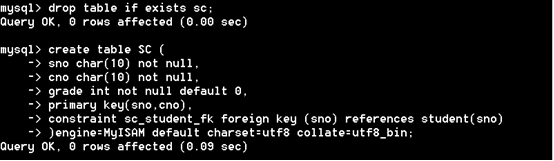 mysql> drop table if exists sc;
Query OK, 0 rows affected (0.00 sec)
mysql> create table SC (
-> sno char(10) not null,
-> cno char(10) not null,
-> grade int not null default 0,
-> primary key(sno,cno),
-> constraint sc_student_fk foreign key (sno) references student(sno)
-> )engine=MyISAM default charset=utf8 collate=utf8_bin;
Query OK, 0 rows affected (0.09 sec)